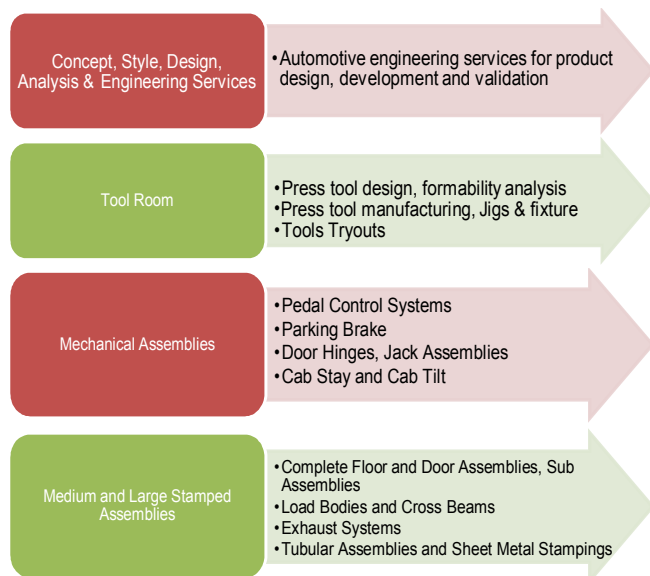 Concept, Style, Design,
Analysis & Engineering Services
•Automotive engineering services for product
design, development and validation
Tool Room
•Press tool design, formability analysis
•Press tool manufacturing, Jigs & fixture
•Tools Tryouts
Mechanical Assemblies
•Pedal Control Systems
•Parking Brake
•Door Hinges, Jack Assemblies
•Cab Stay and Cab Tilt
Medium and Large Stamped
Assemblies
•Complete Floor and Door Assemblies, Sub
Assemblies
•Load Bodies and Cross Beams
•Exhaust Systems
•Tubular Assemblies and Sheet Metal Stampings